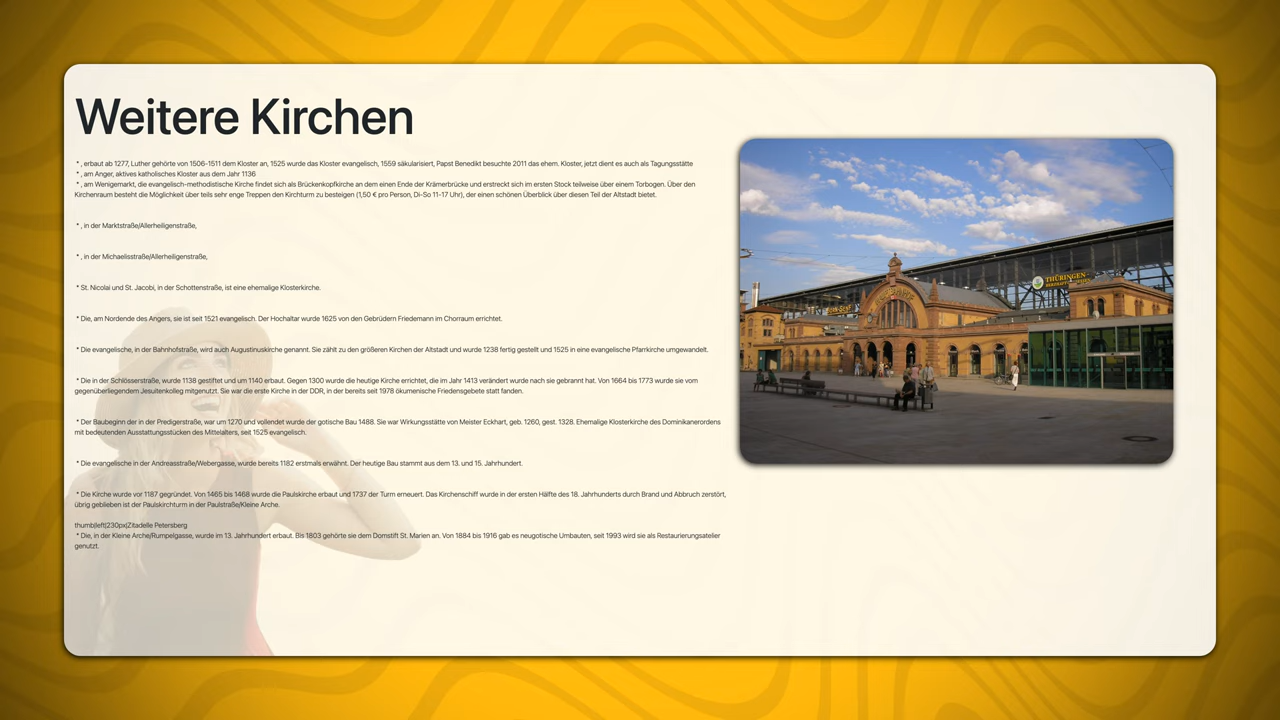 Weitere Kirchen
* , erbaut ab 1277, Luther gehörte von 1506-1511 dem Kloster an, 1525 wurde das Kloster evangelisch, 1559 säkularisiert, Papst Benedikt besuchte 2011 das ehem. Kloster, jetzt dient es auch als Tagungsstätte
* , am Anger, aktives katholisches Kloster aus dem Jahr 1136
* , am Wenigemarkt, die evangelisch-methodistische Kirche findet sich als Brückenkopfkirche an dem einen Ende der Krämerbrücke und erstreckt sich im ersten Stock teilweise über einem Torbogen. Über den
Kirchenraum besteht die Möglichkeit über teils sehr enge Treppen den Kirchturm zu besteigen (1,50 € pro Person, Di-So 11-17 Uhr), der einen schönen Überblick über diesen Teil der Altstadt bietet.
* , in der Marktstraße/Allerheiligenstraße,
* , in der Michaelisstraße/Allerheiligenstraße,
* St. Nicolai und St. Jacobi, in der Schottenstraße, ist eine ehemalige Klosterkirche.
* Die, am Nordende des Angers, sie ist seit 1521 evangelisch. Der Hochaltar wurde 1625 von den Gebrüdern Friedemann im Chorraum errichtet.
* Die evangelische, in der Bahnhofstraße, wird auch Augustinuskirche genannt. Sie zählt zu den größeren Kirchen der Altstadt und wurde 1238 fertig gestellt und 1525 in eine evangelische Pfarrkirche umgewandelt.
* Die in der Schlösserstraße, wurde 1138 gestiftet und um 1140 erbaut. Gegen 1300 wurde die heutige Kirche errichtet, die im Jahr 1413 verändert wurde nach sie gebrannt hat. Von 1664 bis 1773 wurde sie vom
gegenüberliegendem Jesuitenkolleg mitgenutzt. Sie war die erste Kirche in der DDR, in der bereits seit 1978 ökumenische Friedensgebete statt fanden.
* Der Baubeginn der in der Predigerstraße, war um 1270 und vollendet wurde der gotische Bau 1488. Sie war Wirkungsstätte von Meister Eckhart, geb. 1260, gest. 1328. Ehemalige Klosterkirche des Dominikanerordens
mit bedeutenden Ausstattungsstücken des Mittelalters, seit 1525 evangelisch.
* Die evangelische in der Andreasstraße/Webergasse, wurde bereits 1182 erstmals erwähnt. Der heutige Bau stammt aus dem 13. und 15. Jahrhundert.
* Die Kirche wurde vor 1187 gegründet. Von 1465 bis 1468 wurde die Paulskirche erbaut und 1737 der Turm erneuert. Das Kirchenschiff wurde in der ersten Hälfte des 18. Jahrhunderts durch Brand und Abbruch zerstört,
übrig geblieben ist der Paulskirchturm in der Paulstraße/Kleine Arche.
thumb|left|230px|Zitadelle Petersberg
* Die, in der Kleine Arche/Rumpelgasse, wurde im 13. Jahrhundert erbaut. Bis 1803 gehörte sie dem Domstift St. Marien an. Von 1884 bis 1916 gab es neugotische Umbauten, seit 1993 wird sie als Restaurierungsatelier
genutzt.
THÜRINGEN